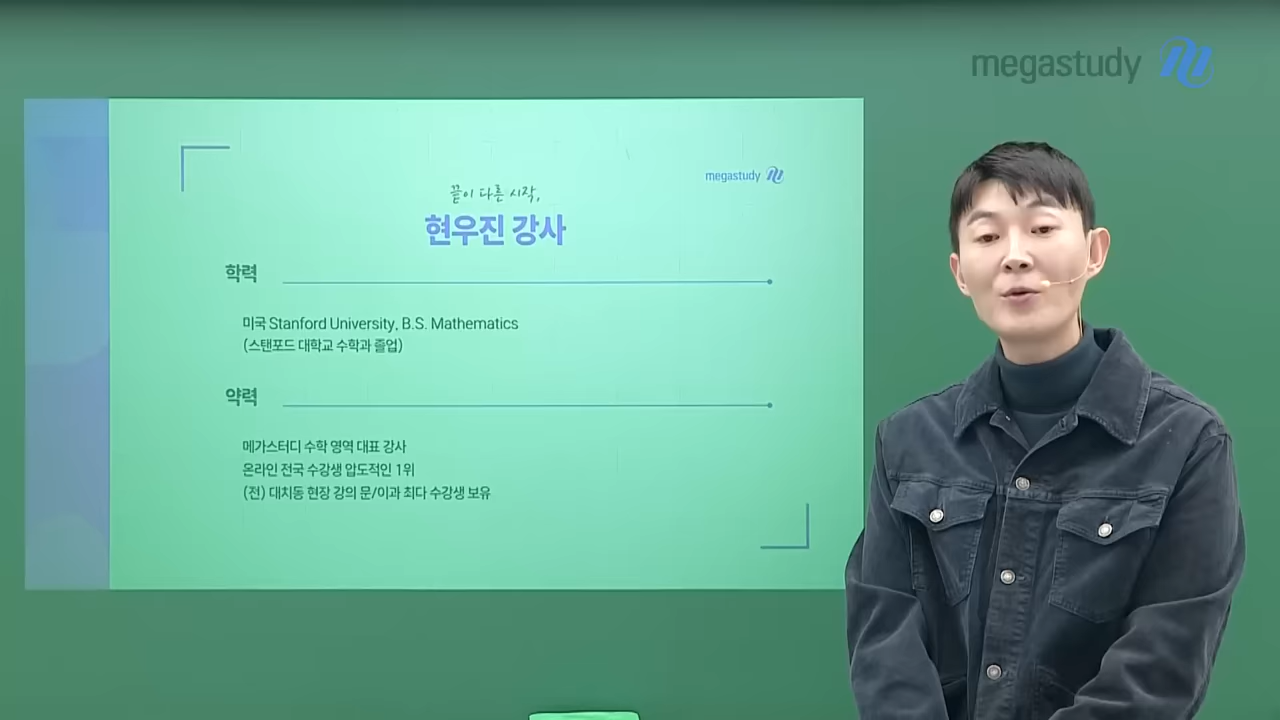 megastudy
megastudy
끝이 다른 시작,
현우진 강사
학력
미국 Stanford University, B.S. Mathematics
(스탠포드 대학교 수학과 졸업)
약력
메가스터디 수학 영역 대표 강사
온라인 전국 수강생 압도적인 1위
(전) 대치동 현장 강의 문/이과 최다 수강생 보유